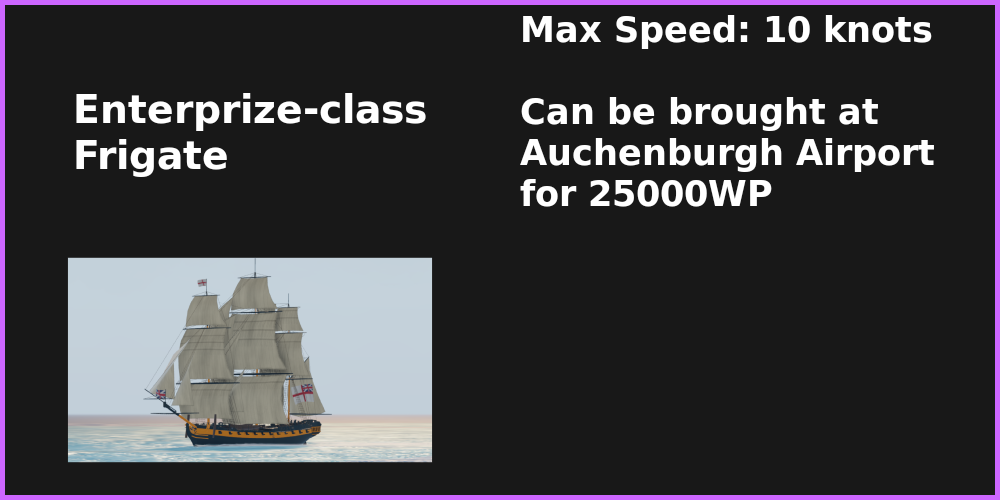 Enterprize-class
Frigate
Max Speed: 10 knots
Can be brought at
Auchenburgh Airport
for 25000WP